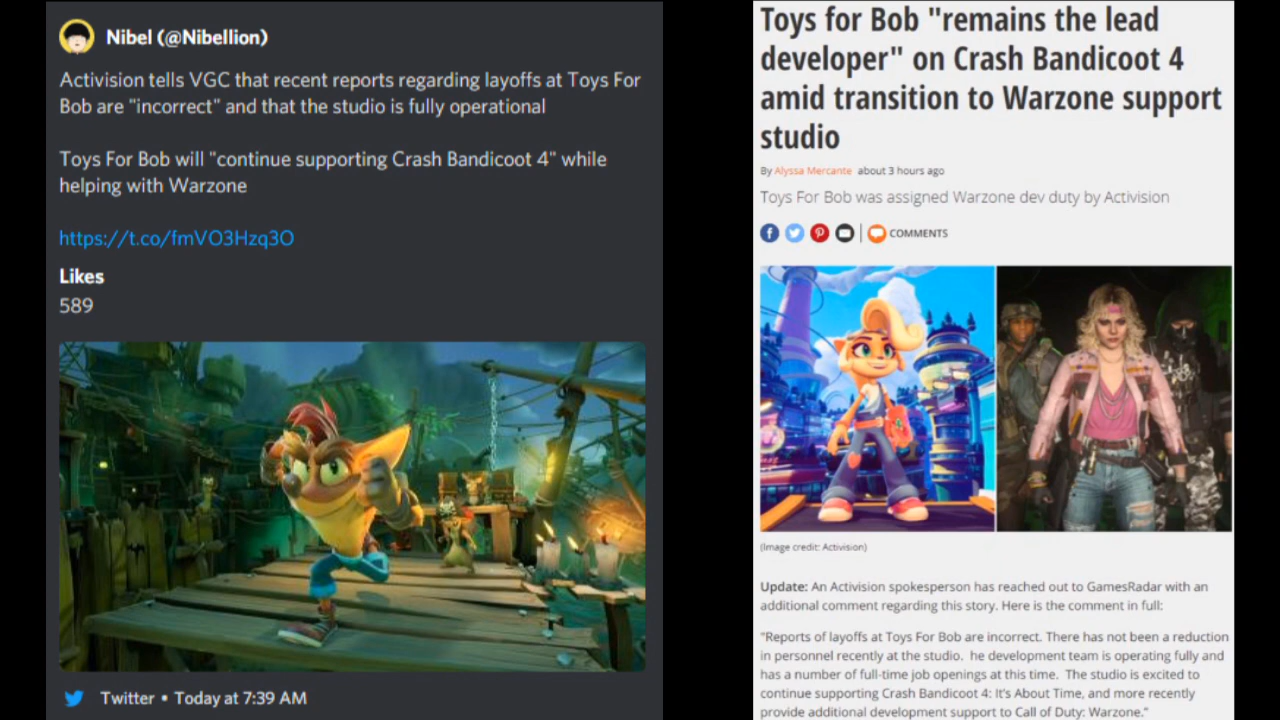 Nibel (@Nibellion)
Activision tells VGC that recent reports regarding layoffs at Toys For
Bob are "incorrect" and that the studio is fully operational
Toys For Bob will "continue supporting Crash Bandicoot 4" while
helping with Warzone
https://t.co/fmVO3Hzq3O
Likes
589
Twitter • Today at 7:39 AM
Toys for Bob "remains the lead
developer" on Crash Bandicoot 4
amid transition to Warzone support
studio
By Alyssa Mercante about 3 hours ago
Toys For Bob was assigned Warzone dev duty by Activision
COMMENTS
(Image credit: Activision)
Update: An Activision spokesperson has reached out to GamesRadar with an
additional comment regarding this story. Here is the comment in full:
"Reports of layoffs at Toys For Bob are incorrect. There has not been a reduction
in personnel recently at the studio. he development team is operating fully and
has a number of full-time job openings at this time. The studio is excited to
continue supporting Crash Bandicoot 4: It's About Time, and more recently
provide additional development support to Call of Duty: Warzone."